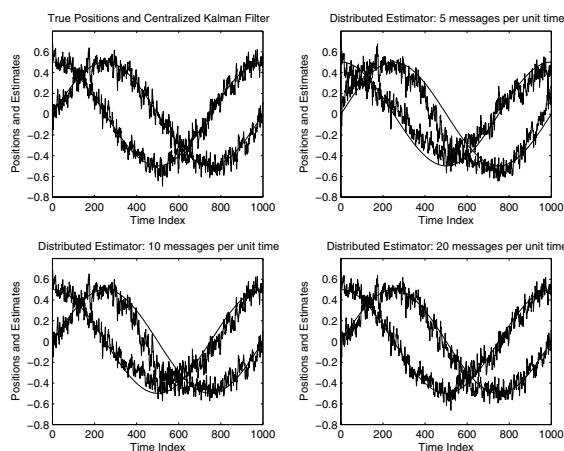 True Positions and Centralized Kalman Filter
Positions and Estimates
0.6
0.4
0.2
0
−0.2
−0.4
−0.6
−0.8
0 200 400 600 800 1000
Time Index
Distributed Estimator: 5 messages per unit time
Positions and Estimates
0.6
0.4
0.2
0
−0.2
−0.4
−0.6
−0.8
0 200 400 600 800 1000
Time Index
Distributed Estimator: 10 messages per unit time
Positions and Estimates
0.6
0.4
0.2
0
−0.2
−0.4
−0.6
−0.8
0 200 400 600 800 1000
Time Index
Distributed Estimator: 20 messages per unit time
Positions and Estimates
0.6
0.4
0.2
0
−0.2
−0.4
−0.6
−0.8
0 200 400 600 800 1000
Time Index